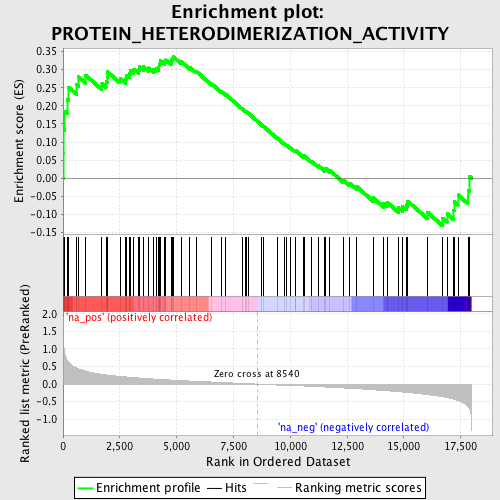 Enrichment plot:
PROTEIN_HETERODIMERIZATION_ACTIVITY
Enrichment score (ES)
0.35
0.30
0.25
0.20
0.15
0.10
0.05
0.00
-0.05
-0.10
-0.15
Ranked list metric (PreRanked)
2.0
1.5
1.0
0.5
0.0
-0.5
-1.0
'na_pos' (positively correlated)
Zero cross at 8540
'na_neg' (negatively correlated)
0
2,500
5,000
7,500
10,000
12,500
15,000
17,500
Rank in Ordered Dataset
Enrichment profile
Hits
Ranking metric scores